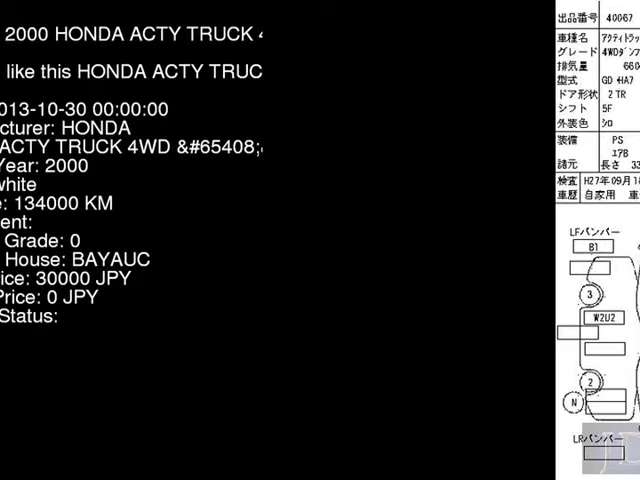 2000 HONDA ACTY TRUCK 4
like this HONDA ACTY TRUC
013-10-30 00:00:00
cturer: HONDA
ACTY TRUCK 4WD &#65408;
Year: 2000
white
e: 134000 KM
ent:
Grade: 0
House: BAYAUC
ice: 30000 JPY
Price: 0 JPY
Status:
出品番号 40067
車種名 アクティトラッ
グレード 4WDダンプ
排気量 660
型式 GD-HA7
ドア形状 2 TR
シフト 5F
外装色 シロ
装備 PS
エアB
諸元 長さ 33
検査 H27年09月18
車歴 自家用 車
LFバンパー
B1
3
W2U2
2
N
LRバンパー